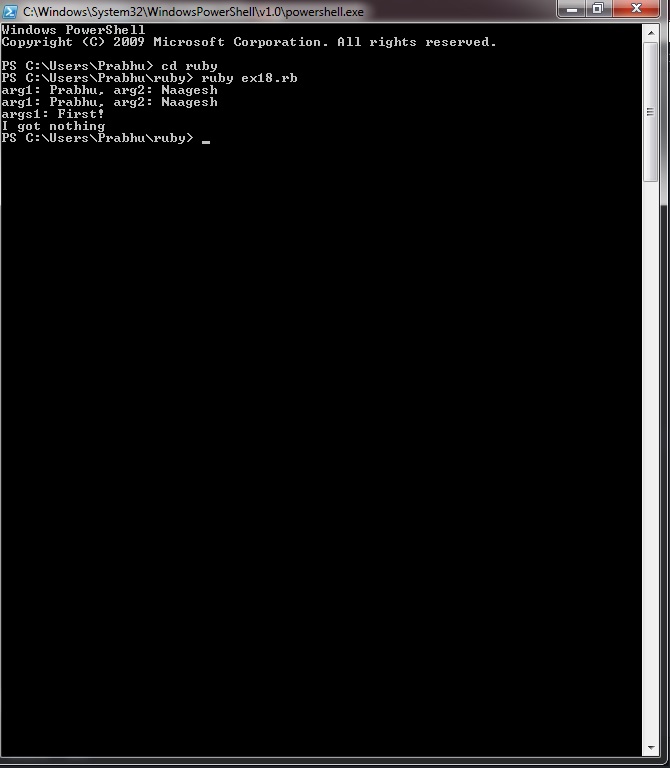 C:\Windows\System32\WindowsPowerShell\v1.0\powershell.exe
Windows PowerShell
Copyright (C) 2009 Microsoft Corporation. All rights reserved.
PS C:\Users\Prabhu> cd ruby
PS C:\Users\Prabhu\ruby> ruby ex18.rb
arg1: Prabhu, arg2: Naagesh
arg1: Prabhu, arg2: Naagesh
args1: First!
I got nothing
PS C:\Users\Prabhu\ruby> _